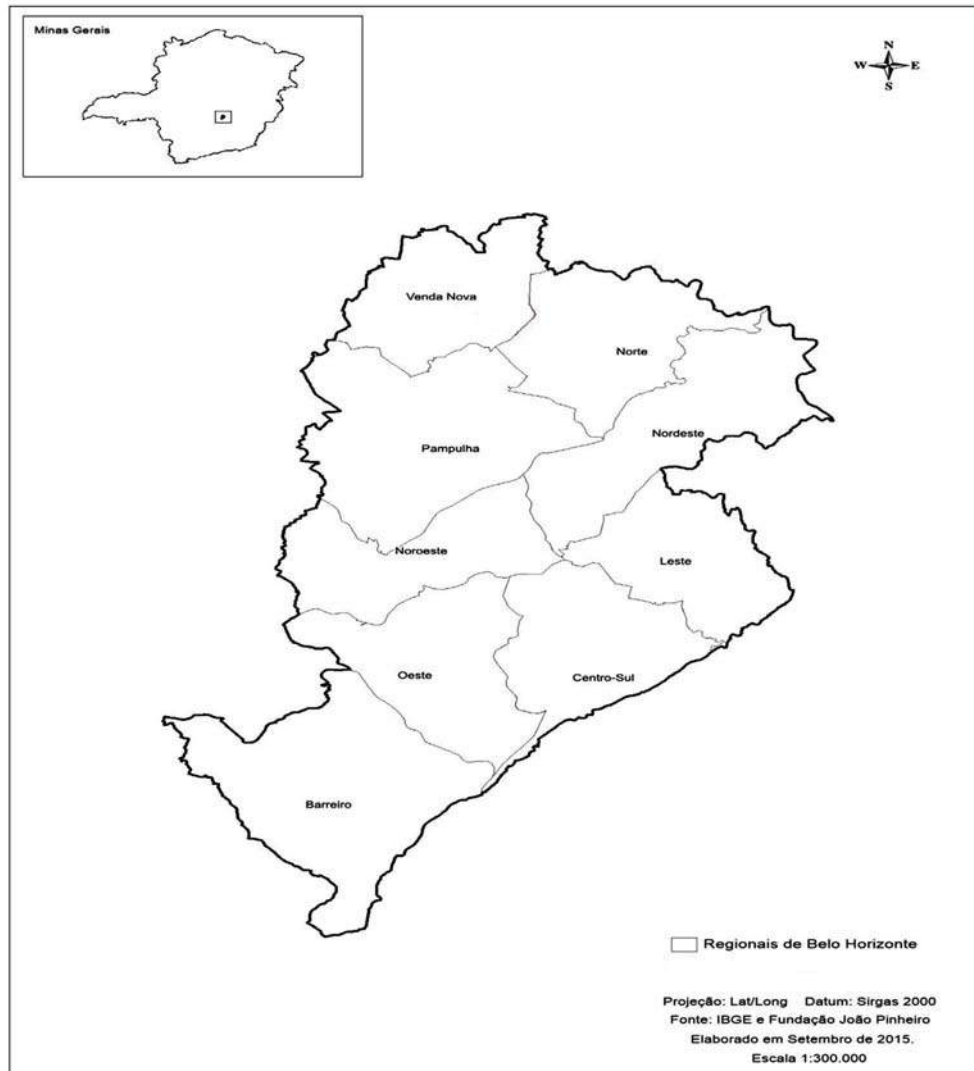 Minas Gerais
N
W E
S
Venda Nova
Norte
Nordeste
Pampulha
Noroeste
Leste
Oeste
Centro-Sul
Barreiro
Regionais de Belo Horizonte
Projeção: Lat/Long Datum: Sirgas 2000
Fonte: IBGE e Fundação João Pinheiro
Elaborado em Setembro de 2015.
Escala 1:300.000